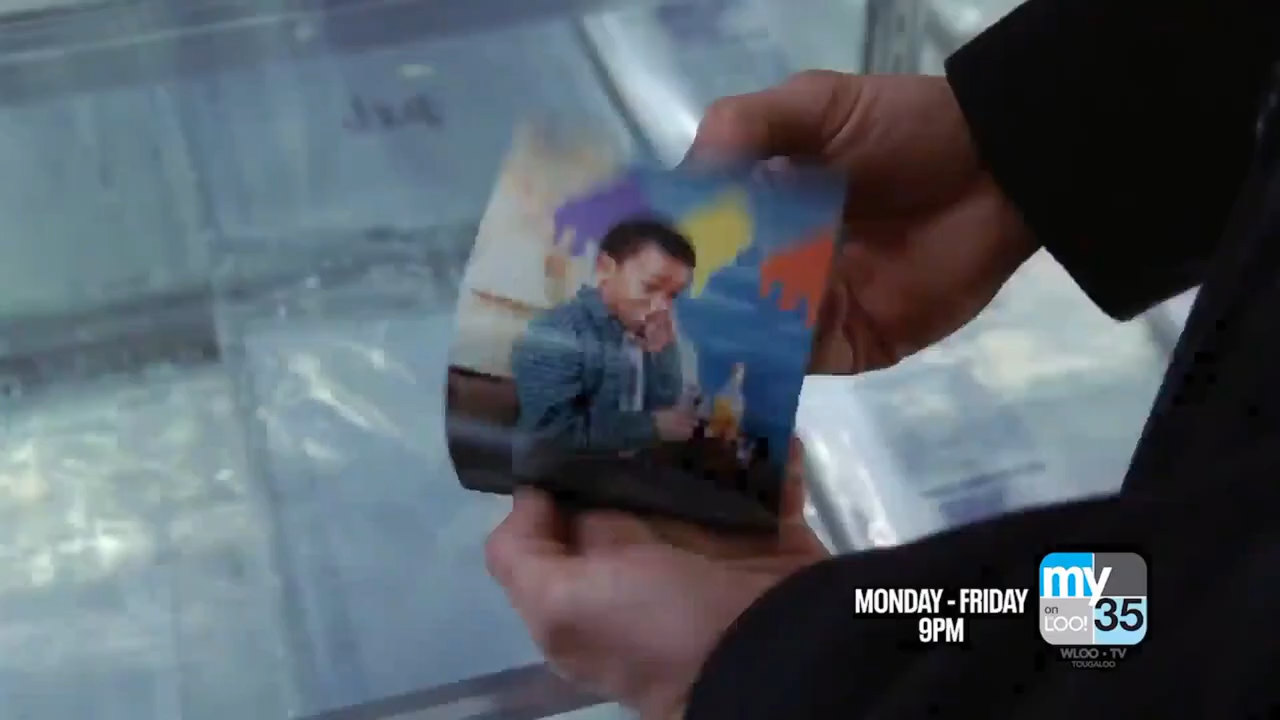 MONDAY - FRIDAY
9PM
my
on
LOO!
35
WLOO • TV
TOUGALOO